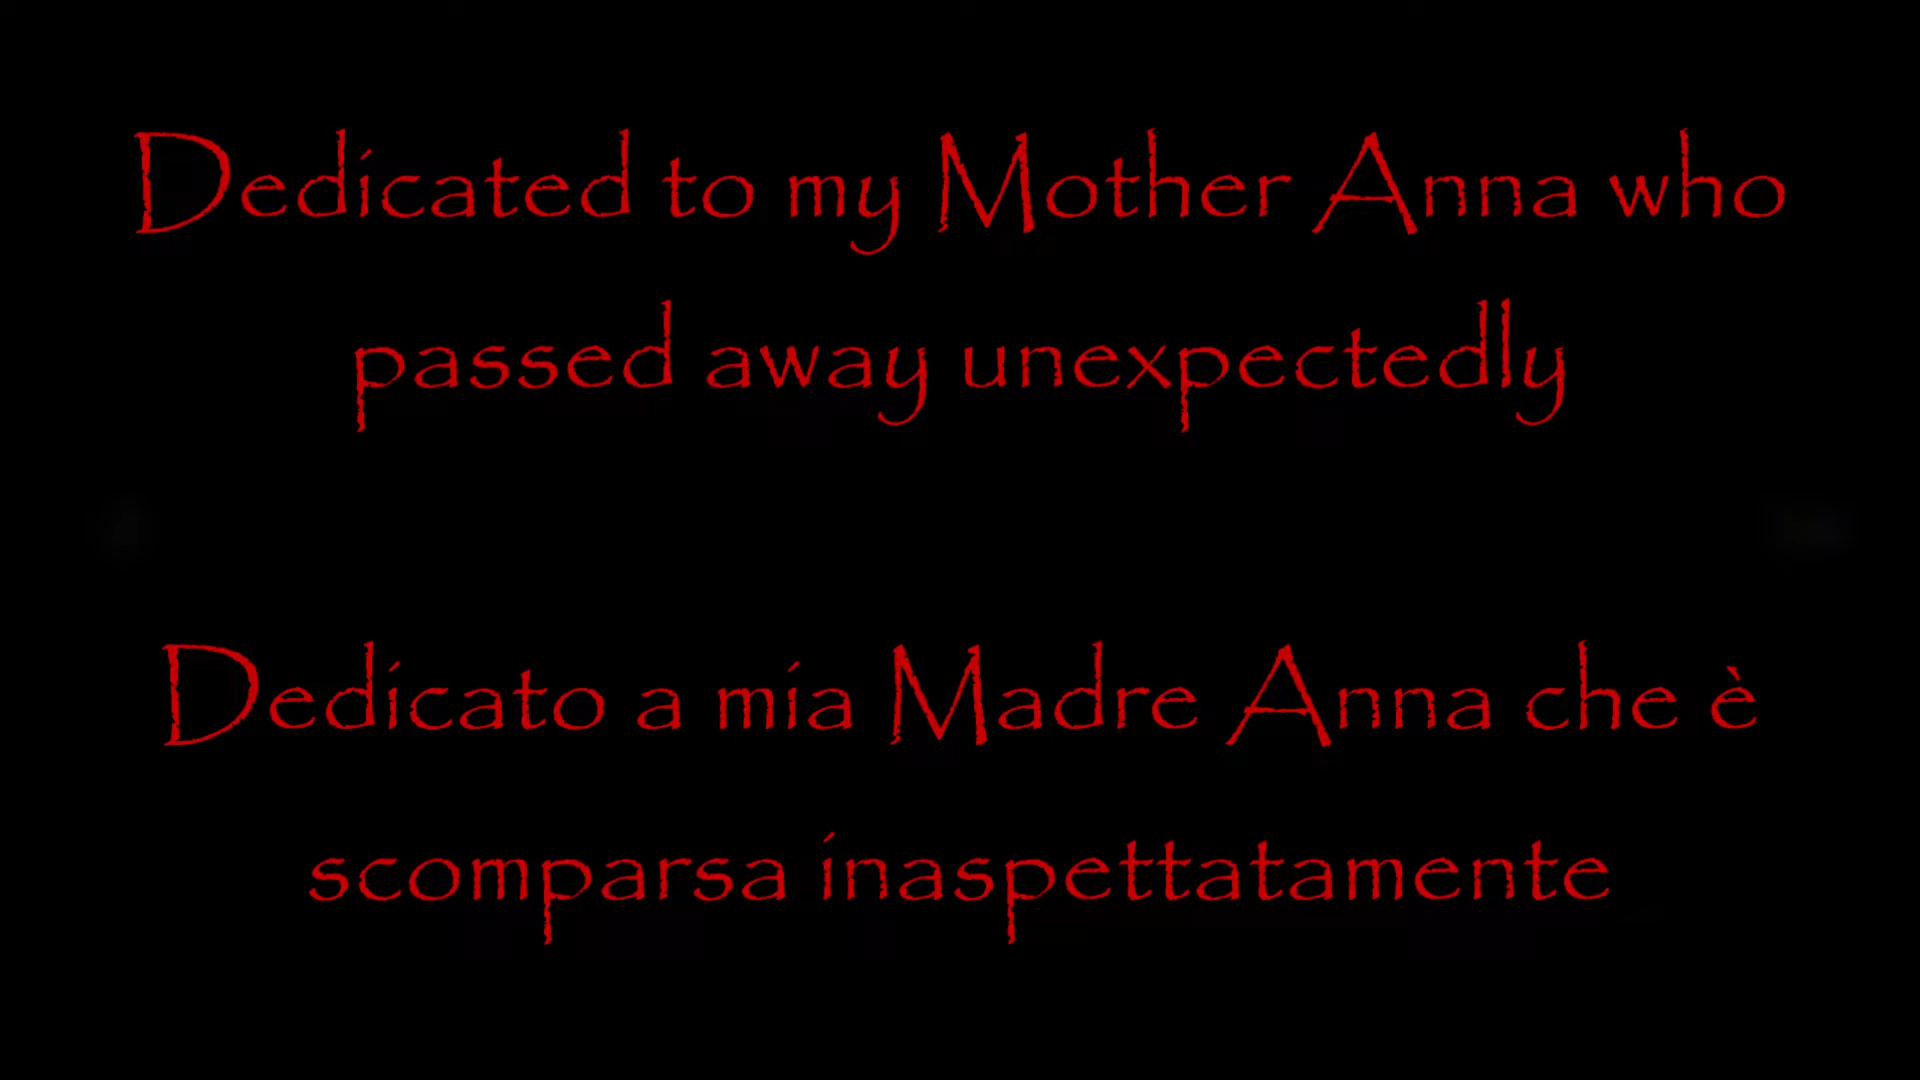 Dedicated to my Mother Anna who
passed away unexpectedly
Dedicato a mia Madre Anna che è
scomparsa inaspettatamente